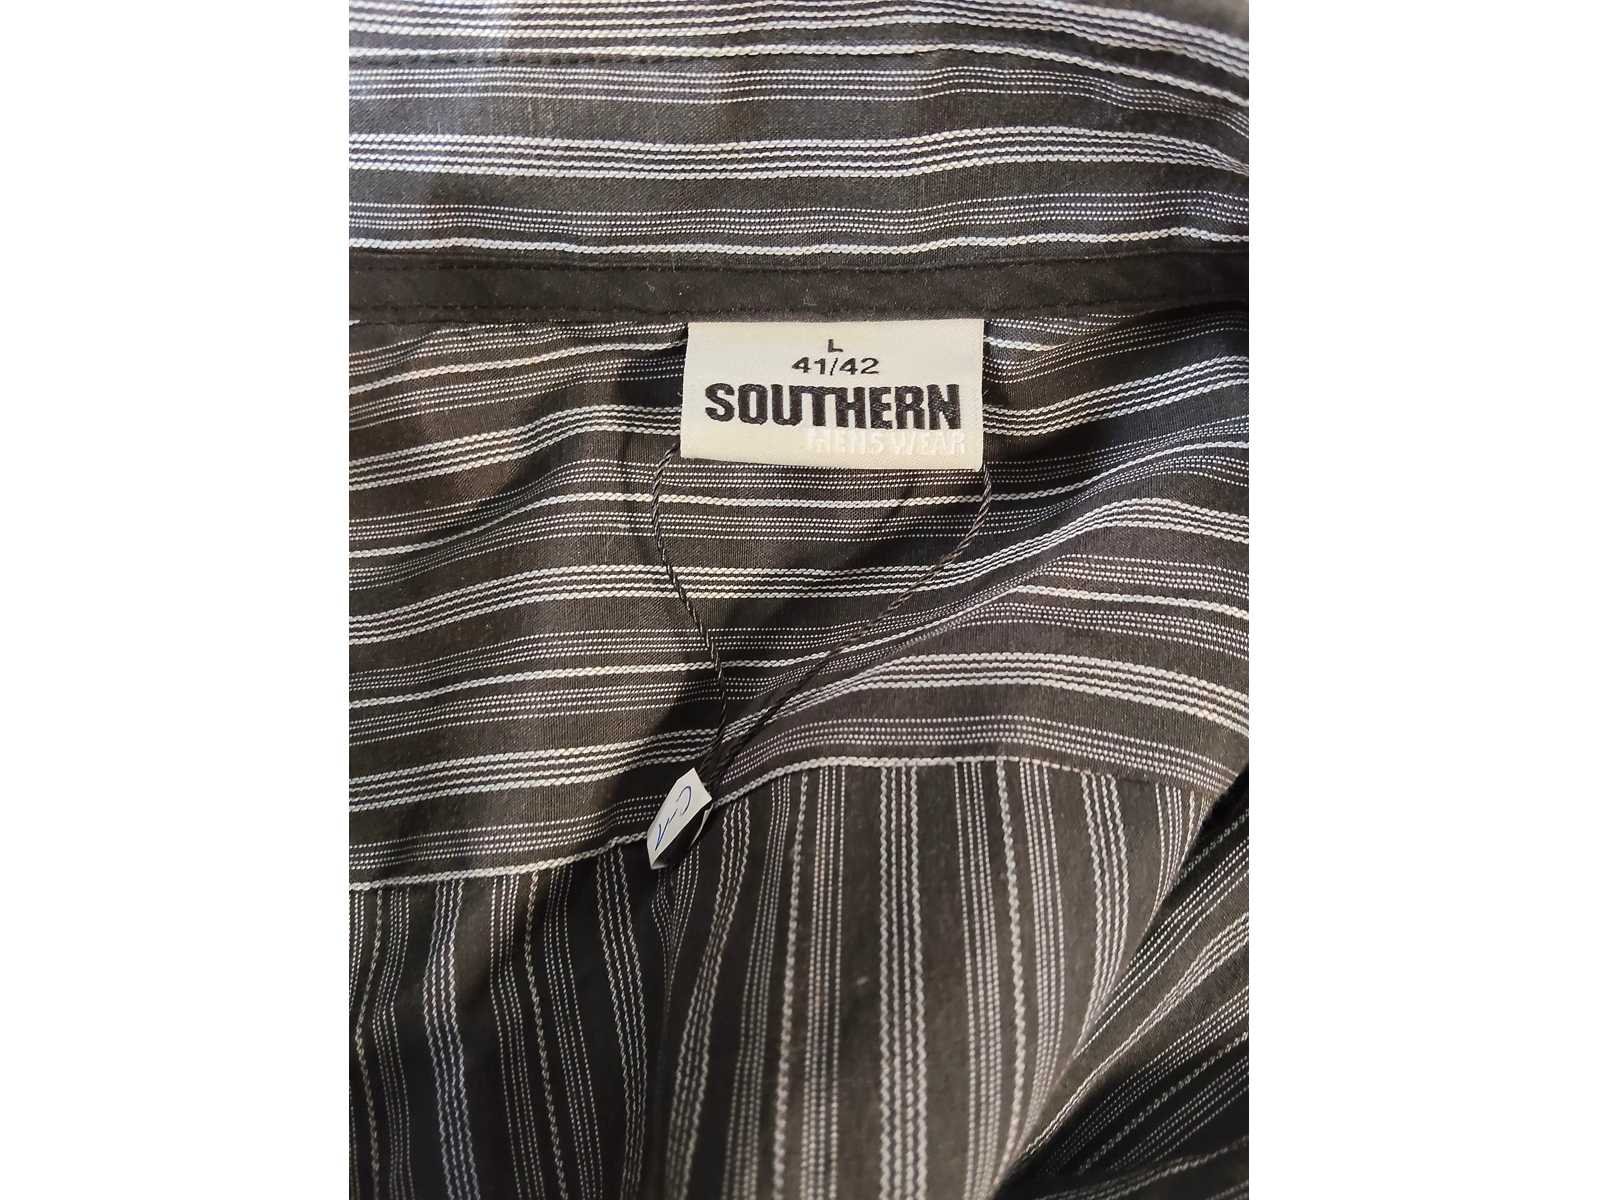 L
41/42
SOUTHERN
MENS WEAR